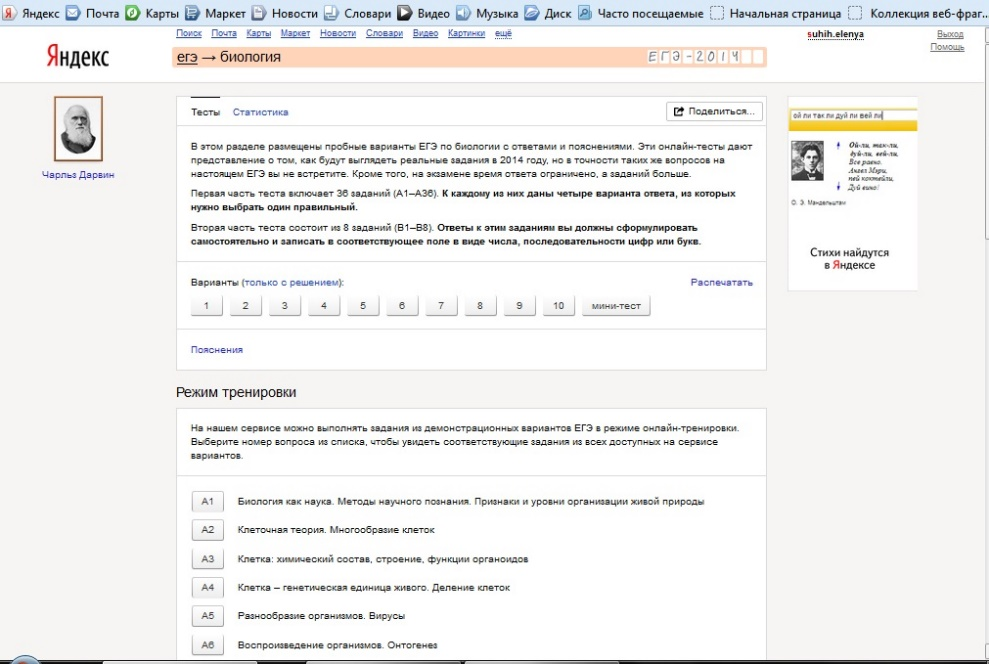 Яндекс Почта Карты Маркет Новости Словари Видео Музыка Диск Часто посещаемые Начальная страница Коллекция веб-фраг...
Поиск Почта Карты Маркет Новости Словари Видео Картинки ещё
suhih.elenya
Выход
Помощь
Яндекс
егэ → биология
ЕГЭ-2014
Чарльз Дарвин
Тесты Статистика
Поделиться...
В этом разделе размещены пробные варианты ЕГЭ по биологии с ответами и пояснениями. Эти онлайн-тесты дают
представление о том, как будут выглядеть реальные задания в 2014 году, но в точности таких же вопросов на
настоящем ЕГЭ вы не встретите. Кроме того, на экзамене время ответа ограничено, а заданий больше.
Первая часть теста включает 36 заданий (А1–А36). К каждому из них даны четыре варианта ответа, из которых
нужно выбрать один правильный.
Вторая часть теста состоит из 8 заданий (В1–В8). Ответы к этим заданиям вы должны сформулировать
самостоятельно и записать в соответствующее поле в виде числа, последовательности цифр или букв.
Варианты (только с решением):
Распечатать
1 2 3 4 5 6 7 8 9 10 мини-тест
Пояснения
ой ли так ли дуй ли вей ли
Ой-ли, так-ли,
дуй-ли, вей-ли,
Все равно.
Ангел Мэри,
пей коктейли,
Дуй вино!
О. Э. Мандельштам
Стихи найдутся
в Яндексе
Режим тренировки
На нашем сервисе можно выполнять задания из демонстрационных вариантов ЕГЭ в режиме онлайн-тренировки.
Выберите номер вопроса из списка, чтобы увидеть соответствующие задания из всех доступных на сервисе
вариантов.
А1 Биология как наука. Методы научного познания. Признаки и уровни организации живой природы
А2 Клеточная теория. Многообразие клеток
А3 Клетка: химический состав, строение, функции органоидов
А4 Клетка – генетическая единица живого. Деление клеток
А5 Разнообразие организмов. Вирусы
А6 Воспроизведение организмов. Онтогенез